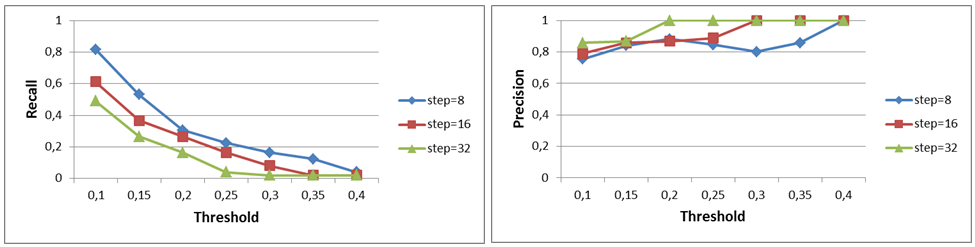 1
0,8
0,6
0,4
0,2
0
Recall
0,1 0,15 0,2 0,25 0,3 0,35 0,4
Threshold
step=8
step=16
step=32
1
0,8
0,6
0,4
0,2
0
Precision
0,1 0,15 0,2 0,25 0,3 0,35 0,4
Threshold
step=8
step=16
step=32